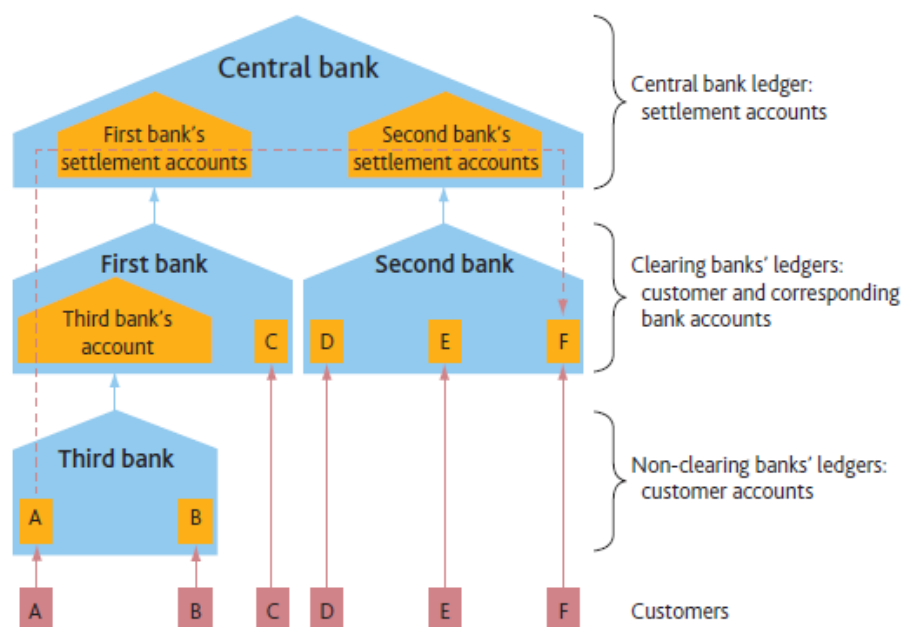 Central bank
First bank's
settlement accounts
Second bank's
settlement accounts
Central bank ledger:
settlement accounts
First bank
Third bank's
account
C
Second bank
D
E
F
Clearing banks' ledgers:
customer and corresponding
bank accounts
Third bank
A
B
Non-clearing banks' ledgers:
customer accounts
A
B
C
D
E
F
Customers